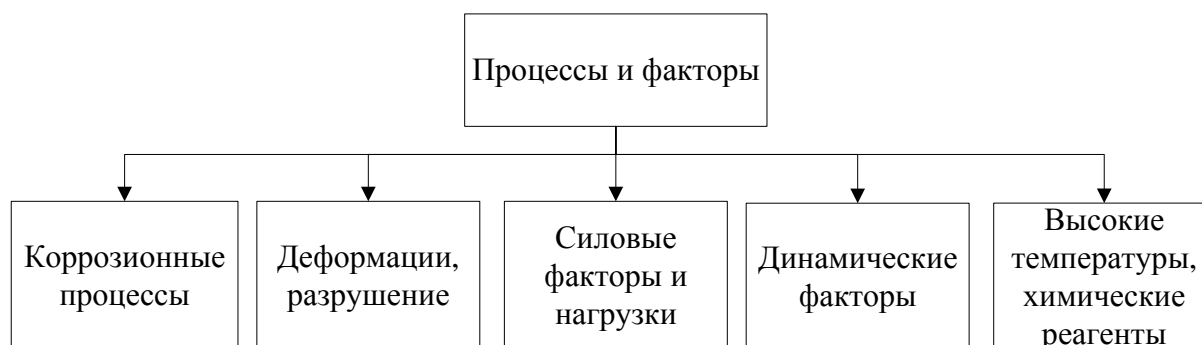 Процессы и факторы
Коррозионные
процессы
Деформации,
разрушение
Силовые
факторы и
нагрузки
Динамические
факторы
Высокие
температуры,
химические
реагенты